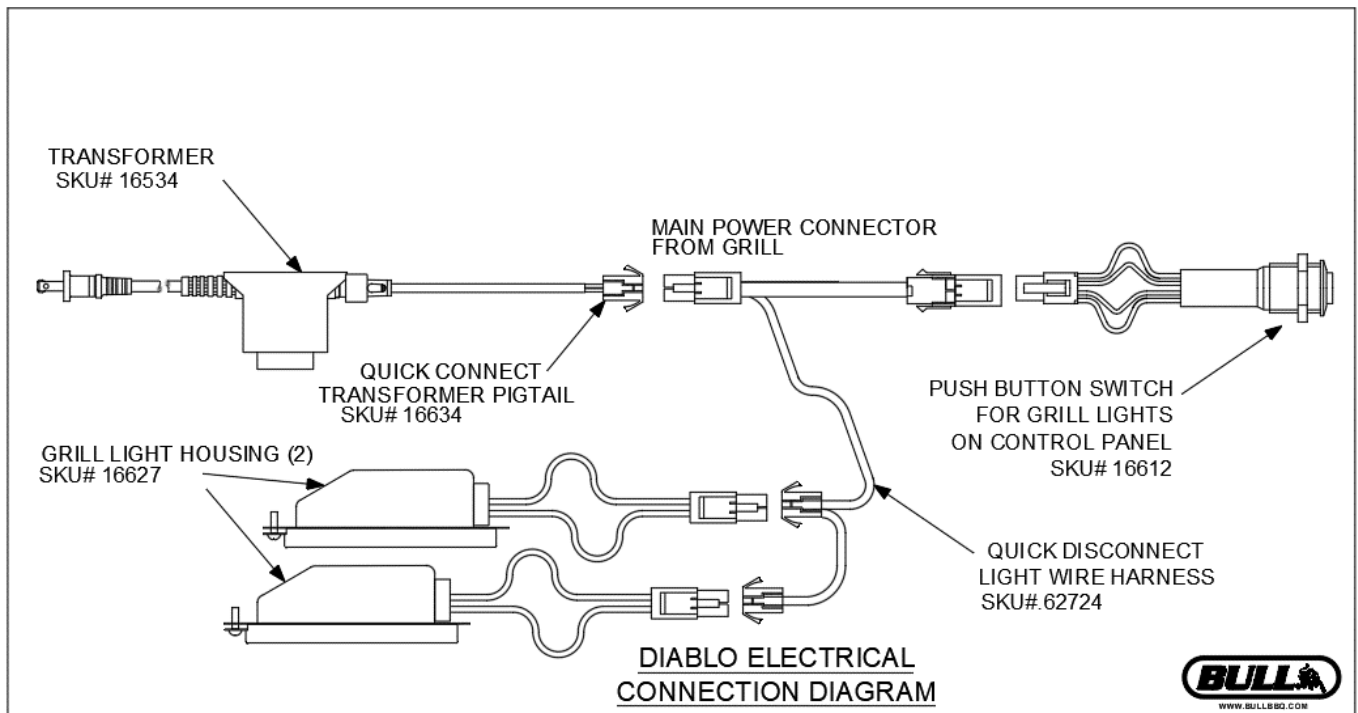 TRANSFORMER
SKU# 16534
MAIN POWER CONNECTOR
FROM GRILL
QUICK CONNECT
TRANSFORMER PIGTAIL
SKU# 16634
PUSH BUTTON SWITCH
FOR GRILL LIGHTS
ON CONTROL PANEL
SKU# 16612
GRILL LIGHT HOUSING (2)
SKU# 16627
QUICK DISCONNECT
LIGHT WIRE HARNESS
SKU#.62724
DIABLO ELECTRICAL
CONNECTION DIAGRAM
BULL
WWW.BULLBBQ.COM